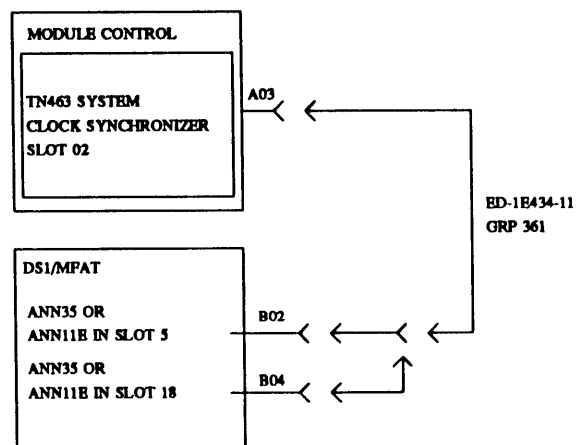 MODULE CONTROL
TN463 SYSTEM
CLOCK SYNCHRONIZER
SLOT 02
A03
ED-1E434-11
GRP 361
DS1/MFAT
ANN35 OR
ANN11E IN SLOT 5
B02
ANN35 OR
ANN11E IN SLOT 18
B04